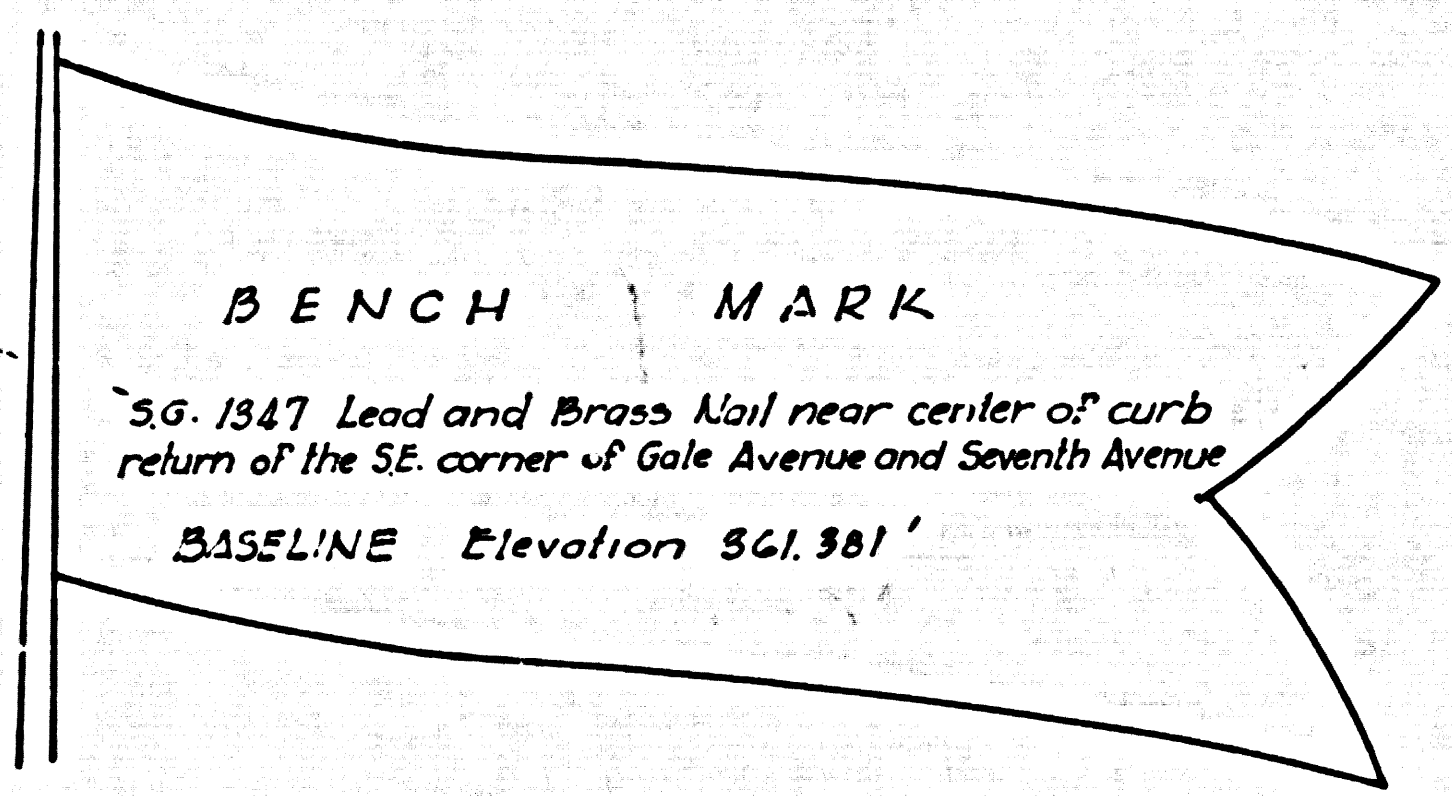 BENCH MARK
S.G. 1347 Lead and Brass Nail near center of curb
return of the S.E. corner of Gale Avenue and Seventh Avenue
BASELINE Elevation 361.381'